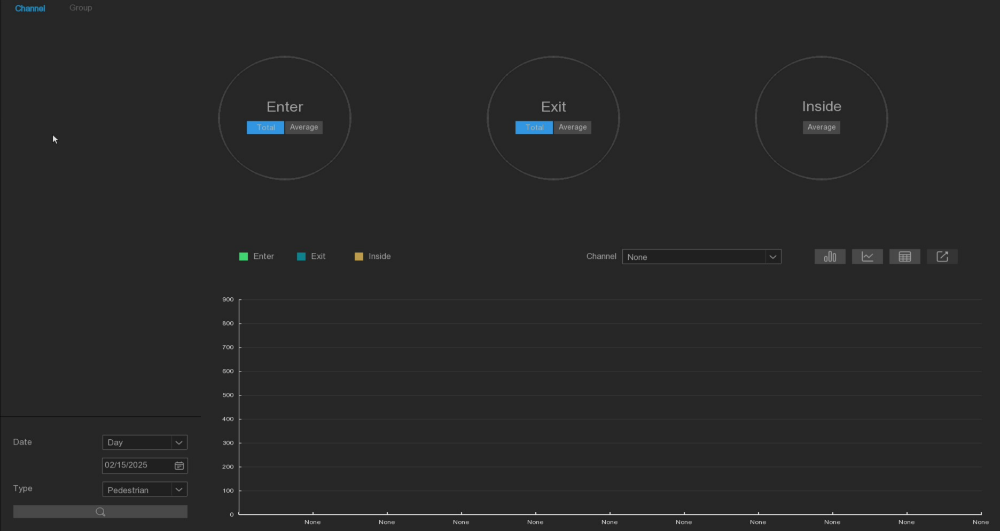 Channel Group
Enter
Total Average
Exit
Total Average
Inside
Average
Enter Exit Inside
Channel None
900
800
700
600
500
400
300
200
100
0
None None None None None None None None None None
Date Day
02/15/2025
Type Pedestrian